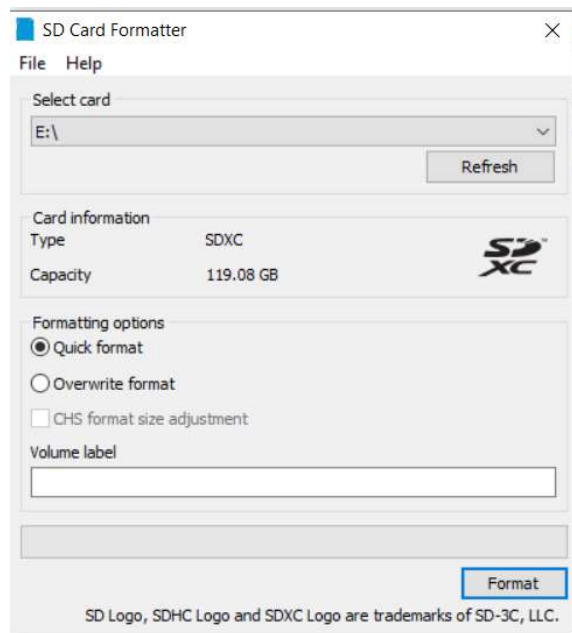 SD Card Formatter
File Help
Select card
E:\
Refresh
Card information
Type SDXC
Capacity 119.08 GB
SD XC™
Formatting options
Quick format
Overwrite format
CHS format size adjustment
Volume label
Format
SD Logo, SDHC Logo and SDXC Logo are trademarks of SD-3C, LLC.